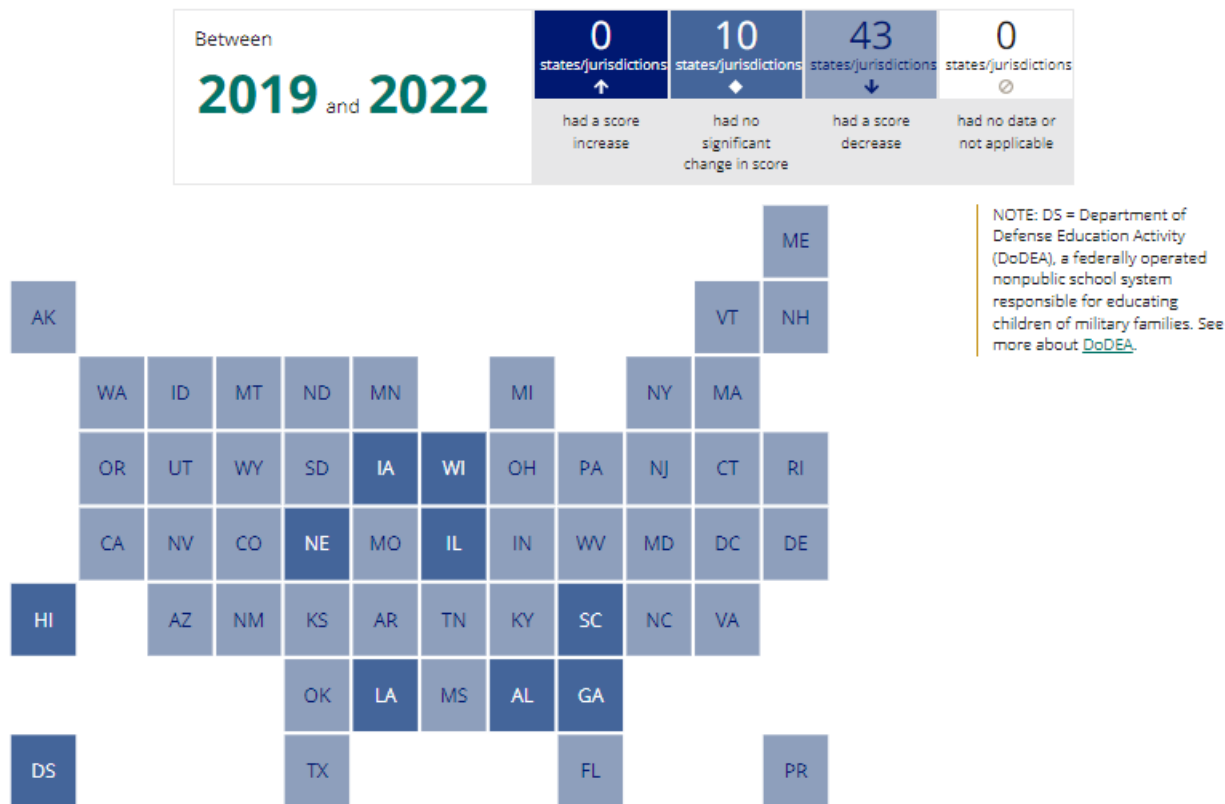 Between
2019 and 2022
0
states/jurisdictions
had a score
increase
10
states/jurisdictions
had no
significant
change in score
43
states/jurisdictions
had a score
decrease
0
states/jurisdictions
had no data or
not applicable
NOTE: DS = Department of
Defense Education Activity
(DoDEA), a federally operated
nonpublic school system
responsible for educating
children of military families. See
more about DoDEA.
ME
AK VT NH
WA ID MT ND MN MI NY MA
OR UT WY SD IA WI OH PA NJ CT RI
CA NV CO NE MO IL IN WV MD DC DE
HI AZ NM KS AR TN KY SC NC VA
OK LA MS AL GA
DS TX FL PR